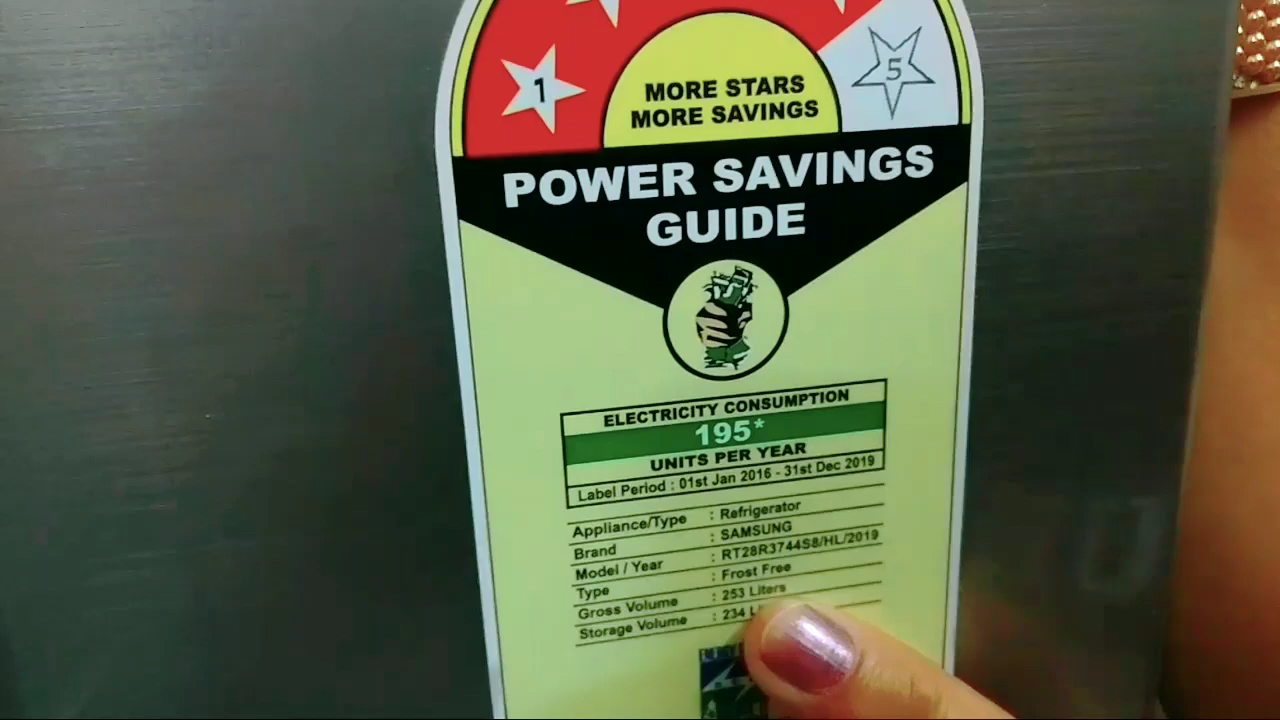 1
5
MORE STARS
MORE SAVINGS
POWER SAVINGS
GUIDE
ELECTRICITY CONSUMPTION
195*
UNITS PER YEAR
Label Period : 01st Jan 2016 - 31st Dec 2019
Appliance/Type : Refrigerator
Brand : SAMSUNG
Model / Year : RT28R3744S8/HL/2019
Type : Frost Free
Gross Volume : 253 Liters
Storage Volume : 234